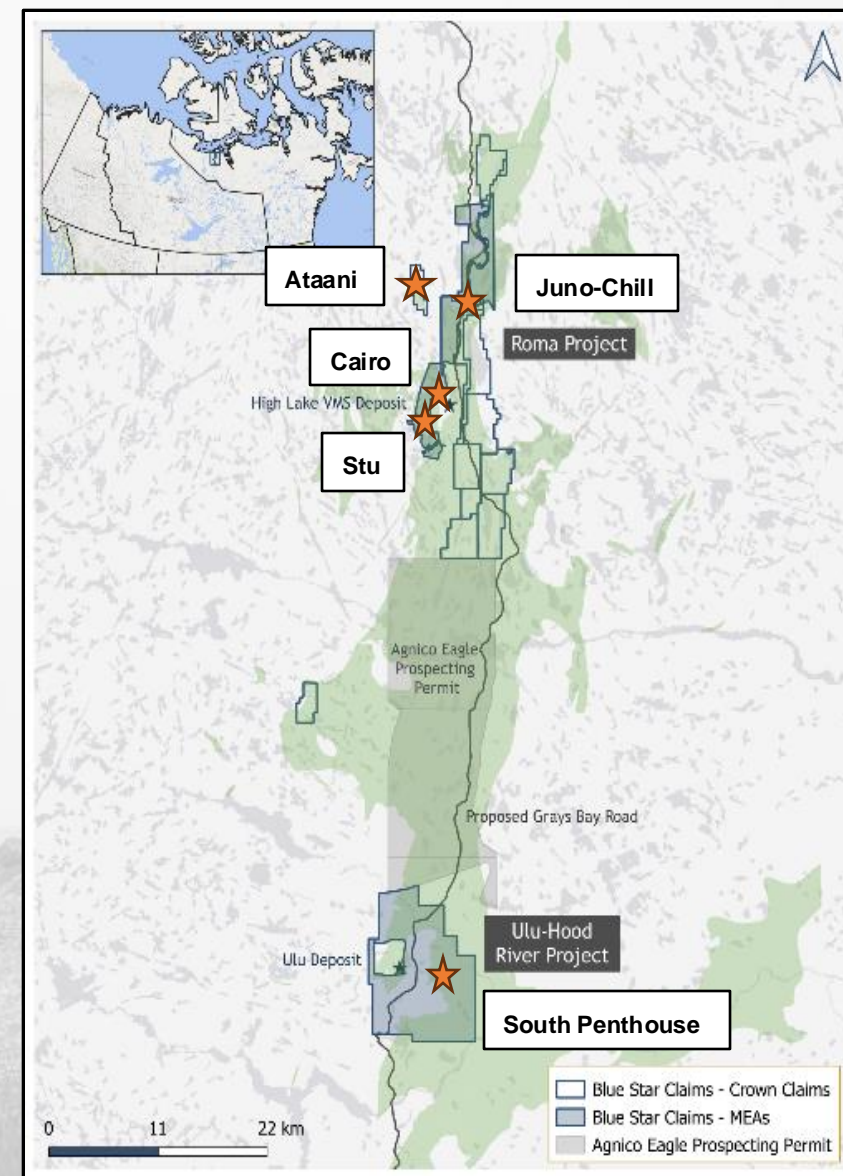 Ataani
Juno-Chill
Roma Project
Cairo
High Lake VMS Deposit
Stu
Agnico Eagle
Prospecting
Permit
Proposed Grays Bay Road
Ulu-Hood
River Project
Ulu Deposit
South Penthouse
Blue Star Claims - Crown Claims
Blue Star Claims - MEAs
Agnico Eagle Prospecting Permit
0 11 22 km